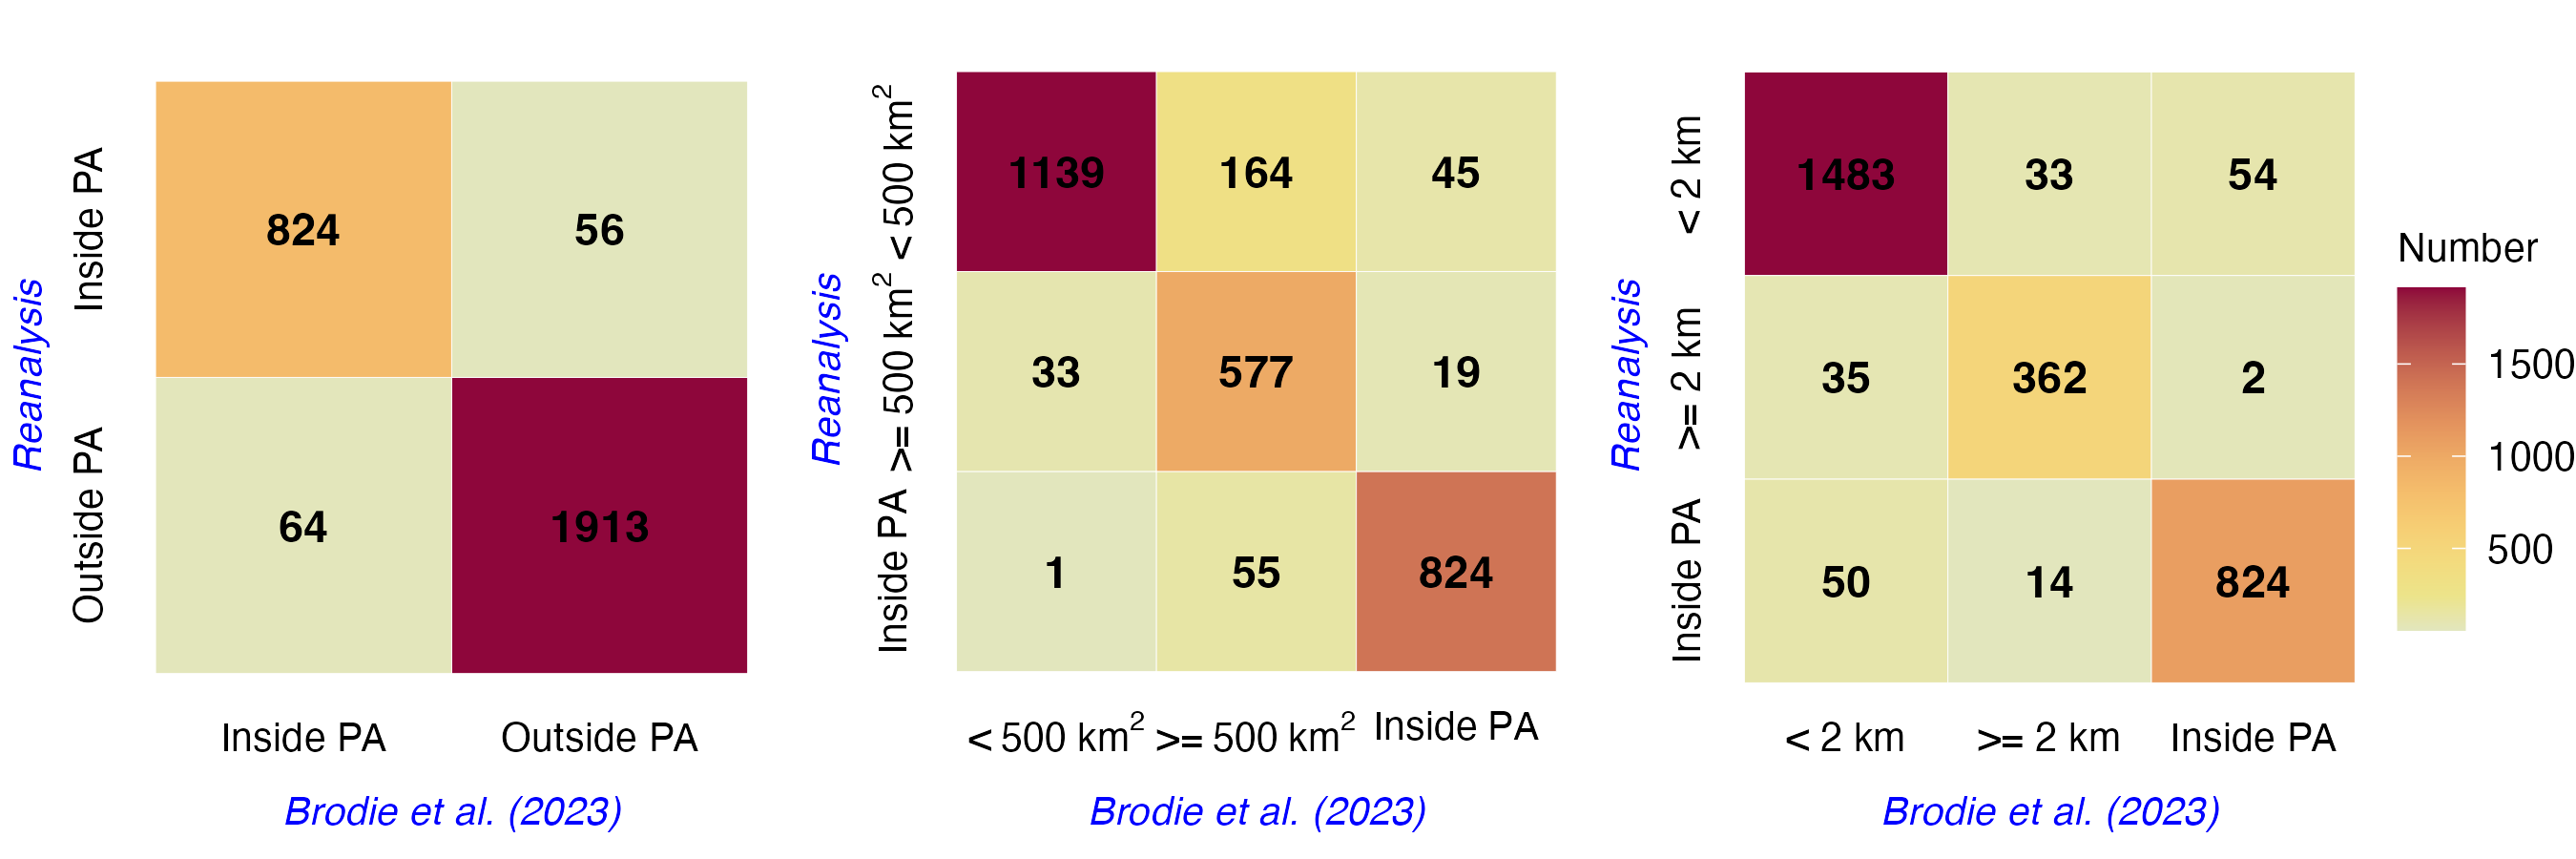 Reanalysis
Inside PA
Outside PA
824 56
64 1913
Inside PA Outside PA
Brodie et al. (2023)
Reanalysis
< 500 km²
>= 500 km²
Inside PA
1139 164 45
33 577 19
1 55 824
< 500 km² >= 500 km² Inside PA
Brodie et al. (2023)
Reanalysis
< 2 km
>= 2 km
Inside PA
1483 33 54
35 362 2
50 14 824
< 2 km >= 2 km Inside PA
Brodie et al. (2023)
Number
1500
1000
500